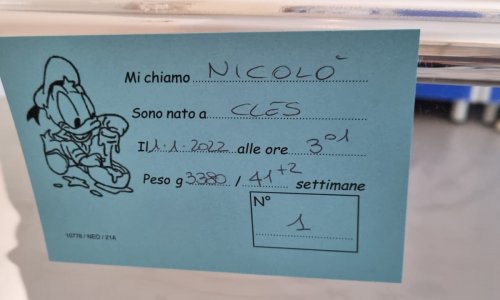 Mi chiamo NICOLÒ
Sono nato a CLES
Il 1.1.2022 alle ore 3°1
Peso g 3380 / 41+2 settimane
N°
1
10776 / NEO / 21A